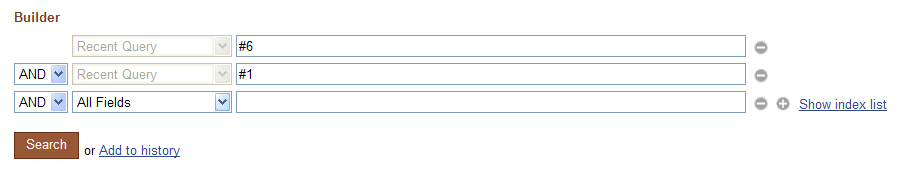 Builder
Recent Query #6
AND Recent Query #1
AND All Fields Show index list
Search or Add to history